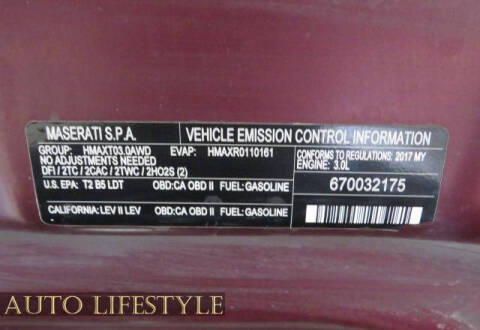 MASERATI S.P.A. VEHICLE EMISSION CONTROL INFORMATION
GROUP: HMAXT03.0AWD EVAP: HMAXR0110161 CONFORMS TO REGULATIONS: 2017 MY
NO ADJUSTMENTS NEEDED ENGINE: 3.0L
DFI / 2TC / 2CAC / 2TWC / 2HO2S (2)
U.S. EPA: T2 B5 LDT OBD: CA OBD II FUEL: GASOLINE 670032175
CALIFORNIA: LEV II LEV OBD: CA OBD II FUEL: GASOLINE
AUTO LIFESTYLE